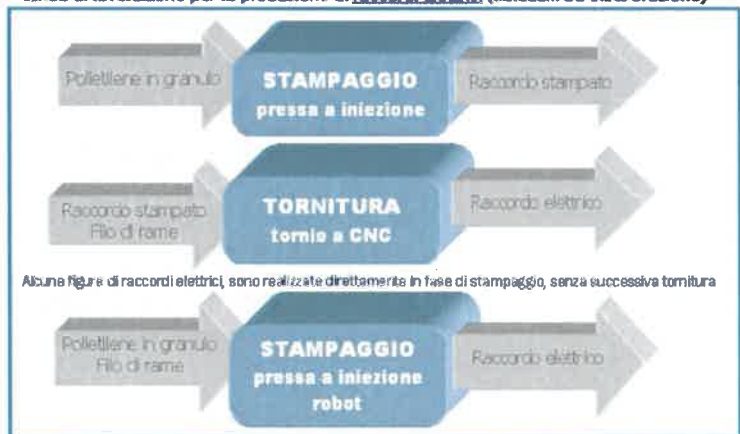 Polietilene in granulo
STAMPAGGIO
pressa a iniezione
Raccordo stampato
Raccordo stampato
Filo di rame
TORNITURA
tornio a CNC
Raccordo elettrico
Alcune figure di raccordi elettrici, sono realizzate direttamente in fase di stampaggio, senza successiva tornitura
Polietilene in granulo
Filo di rame
STAMPAGGIO
pressa a iniezione
robot
Raccordo elettrico